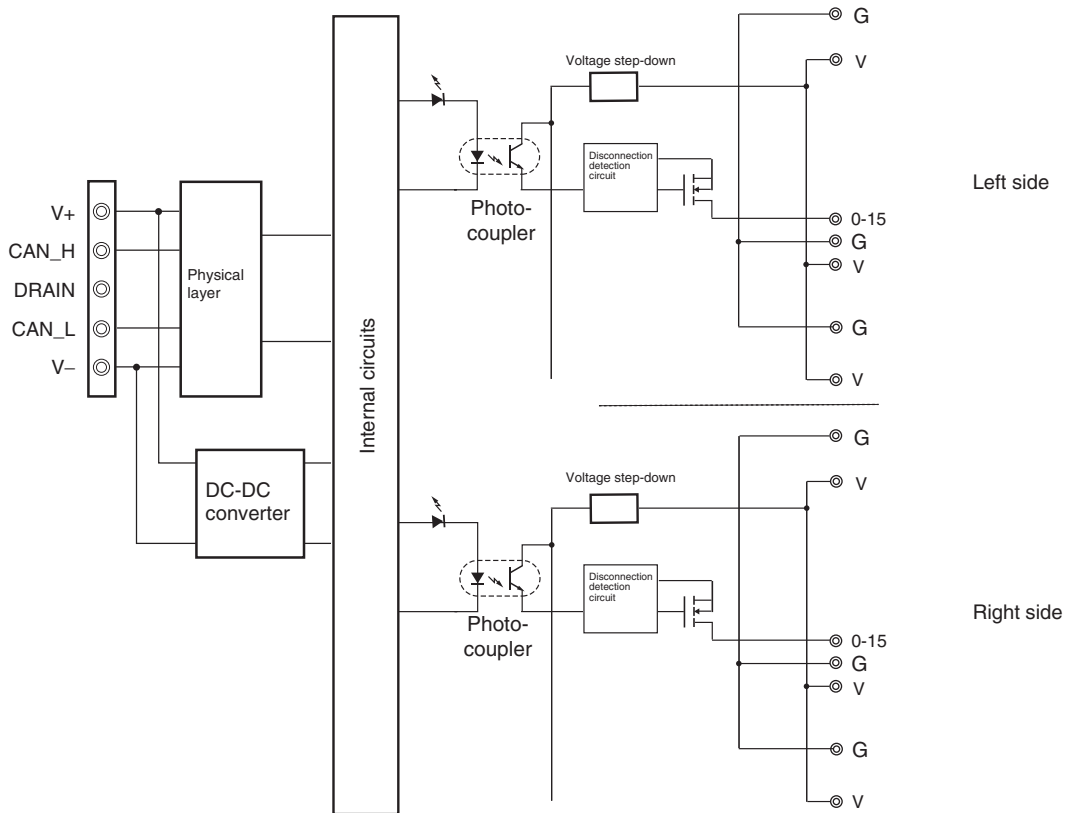 G
Voltage step-down
V
Disconnection
detection
circuit
Left side
Photo-
coupler
0-15
G
V
G
V
V+
CAN_H
DRAIN
CAN_L
V–
Physical
layer
Internal circuits
DC-DC
converter
G
Voltage step-down
V
Disconnection
detection
circuit
Right side
Photo-
coupler
0-15
G
V
G
V